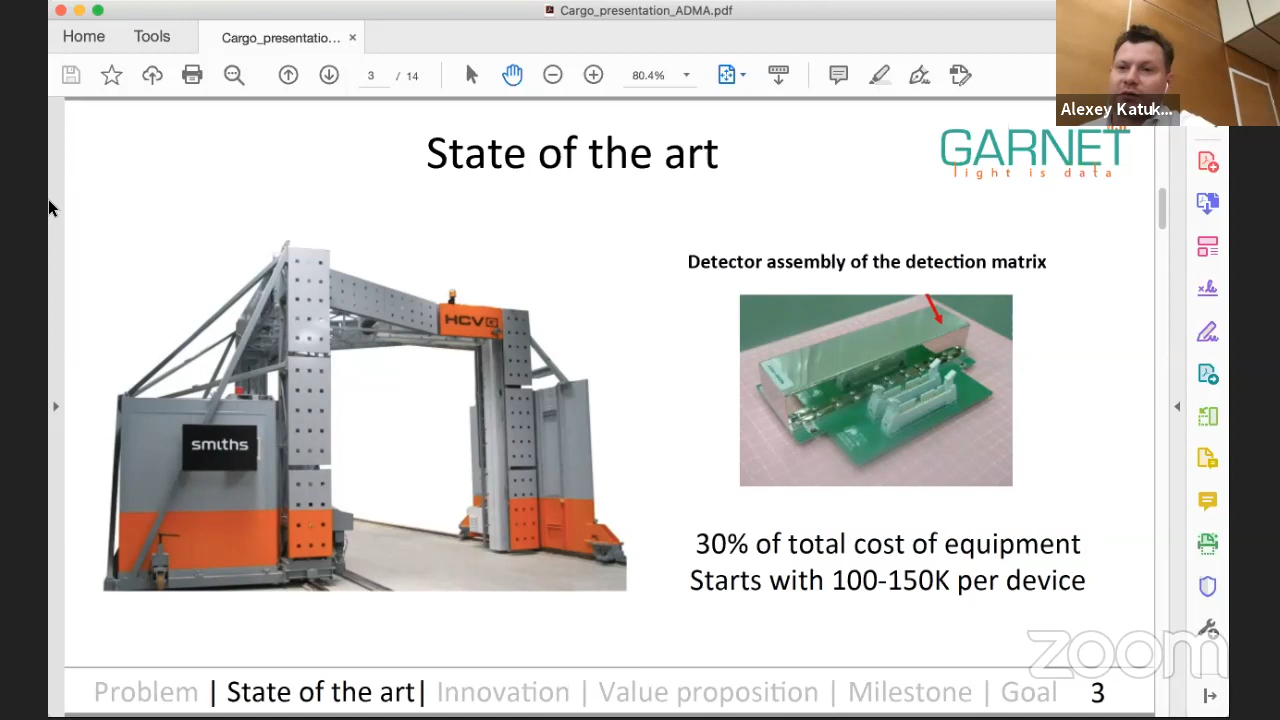 Cargo_presentation_ADMA.pdf
Home
Tools
Cargo_presentatio... ×
3 / 14
80.4%
Alexey Katuk...
State of the art
GARNET
light is data
Detector assembly of the detection matrix
HCVG
smiths
30% of total cost of equipment
Starts with 100-150K per device
zoom
Problem | State of the art| Innovation | Value proposition | Milestone | Goal 3